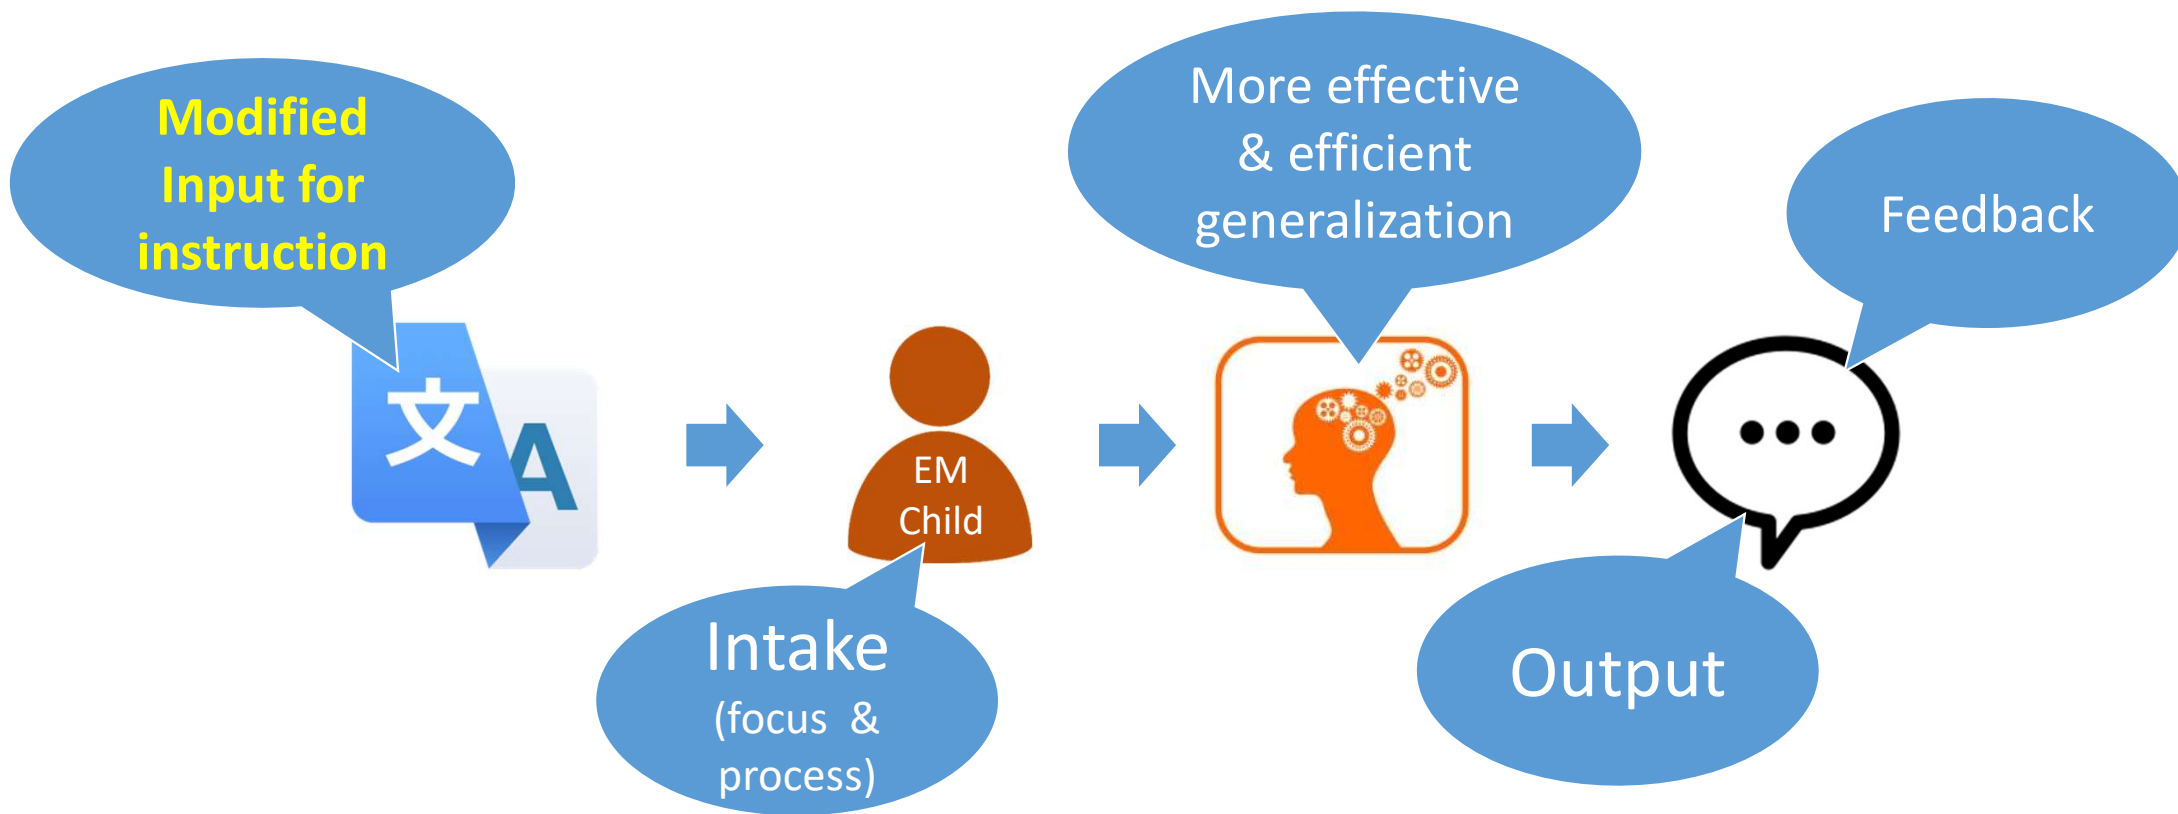 Modified
Input for
instruction
More effective
& efficient
generalization
Feedback
文
A
EM
Child
Intake
(focus & 
process)
Output